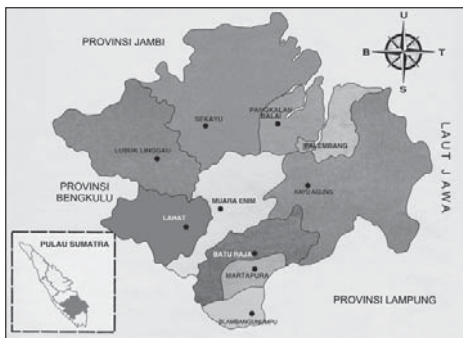 PROVINSI JAMBI
U
B T
S
PANGKALAN
BALAI
SEKAYU
PALEMBANG
LAUT JAWA
LUBUK LINGGAU
KAYU AGUNG
PROVINSI
BENGKULU
MUARA ENIM
LAHAT
BATU RAJA
MARTAPURA
PULAU SUMATRA
PROVINSI LAMPUNG